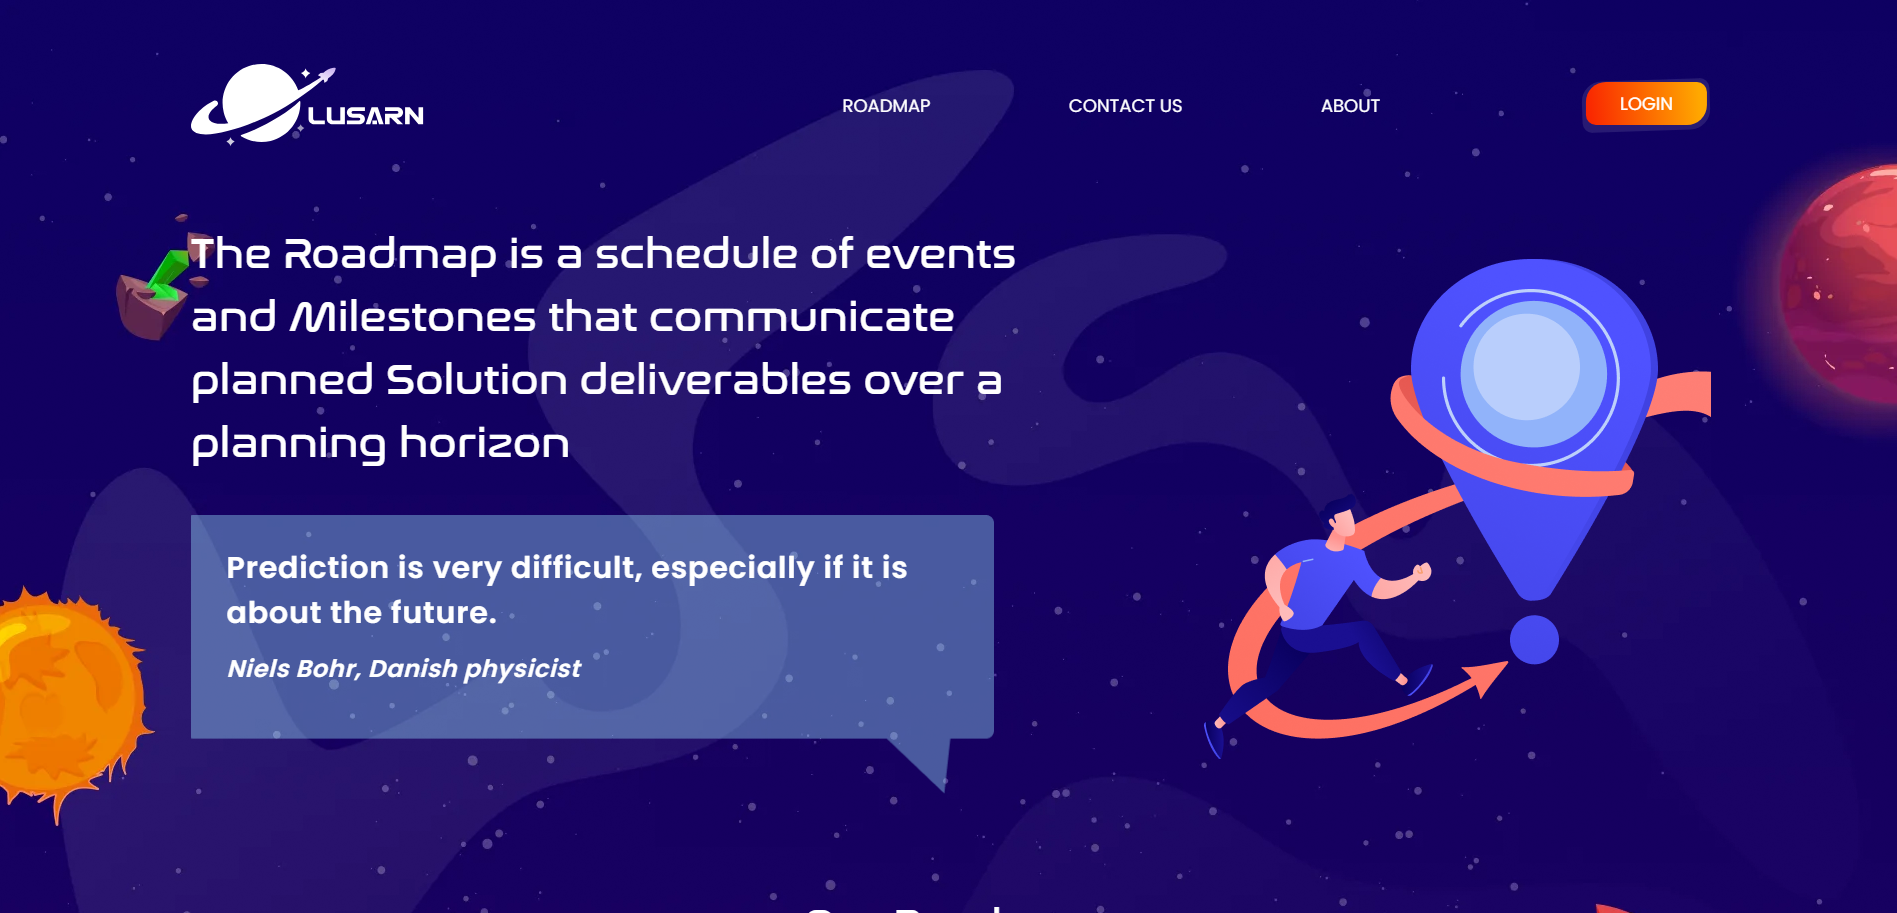 LUSARN
ROADMAP
CONTACT US
ABOUT
LOGIN
The Roadmap is a schedule of events
and Milestones that communicate
planned Solution deliverables over a
planning horizon
Prediction is very difficult, especially if it is
about the future.
Niels Bohr, Danish physicist